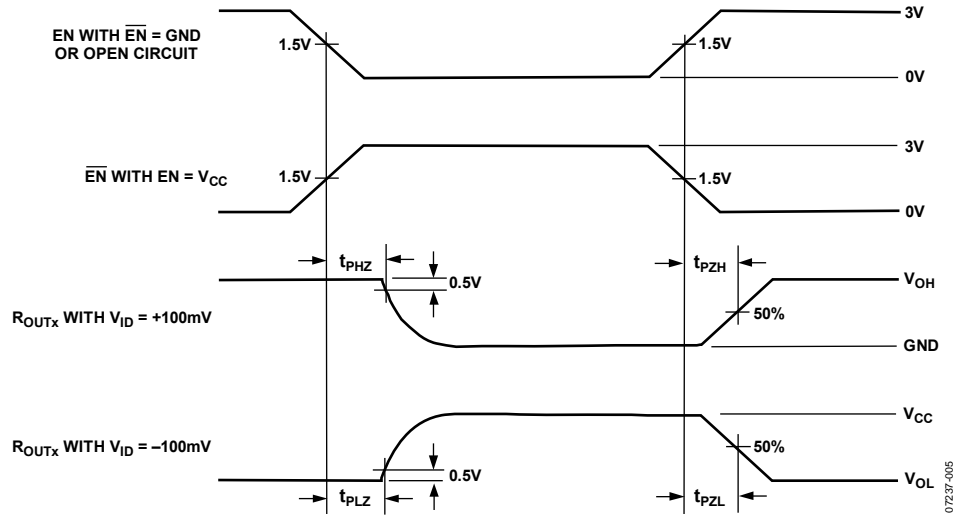 EN WITH EN = GND
OR OPEN CIRCUIT
1.5V
1.5V
3V
0V
EN WITH EN = VCC
1.5V
1.5V
3V
0V
tPHZ
0.5V
tPZH
50%
VOH
GND
ROUTx WITH VID = +100mV
VCC
ROUTx WITH VID = –100mV
0.5V
50%
VOL
tPLZ
tPZL
07237-005